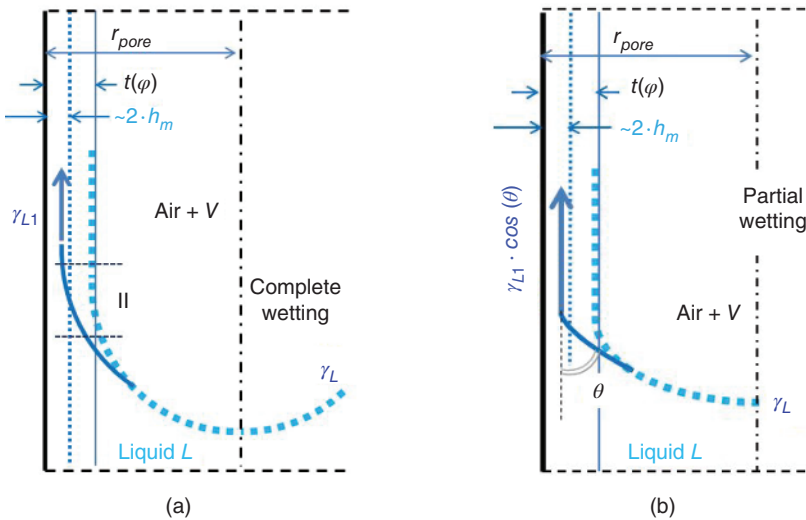 r_pore
t(φ)
~2·h_m
γ_L1
Air + V
II
Complete
wetting
γ_L
Liquid L
(a)
r_pore
t(φ)
~2·h_m
γ_L1 · cos (θ)
Partial
wetting
Air + V
θ
γ_L
Liquid L
(b)